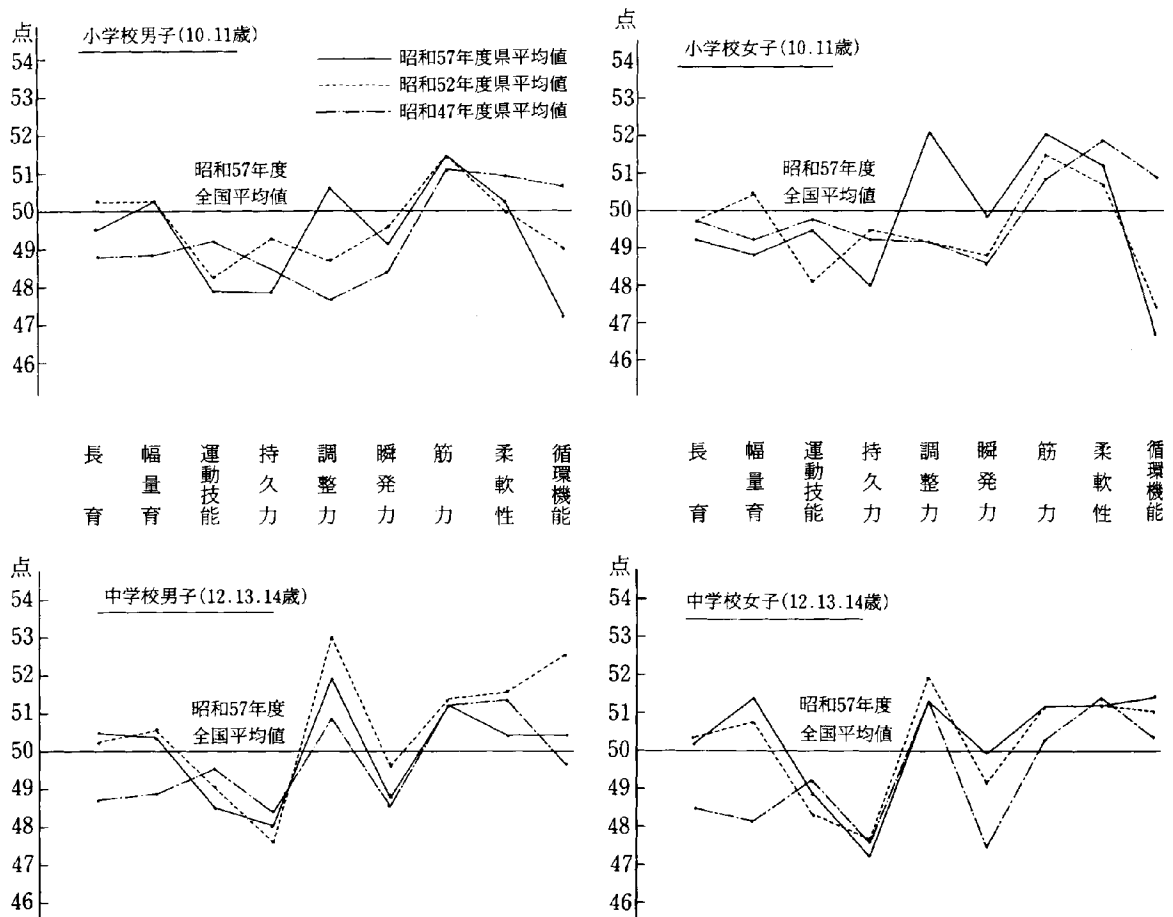 点
小学校男子(10.11歳)
昭和57年度県平均値
昭和52年度県平均値
昭和47年度県平均値
昭和57年度
全国平均値
54
53
52
51
50
49
48
47
46
点
小学校女子(10.11歳)
昭和57年度
全国平均値
54
53
52
51
50
49
48
47
46
長育
幅量育
運動技能
持久力
調整力
瞬発力
筋力
柔軟性
循環機能
長育
幅量育
運動技能
持久力
調整力
瞬発力
筋力
柔軟性
循環機能
点
中学校男子(12.13.14歳)
昭和57年度
全国平均値
54
53
52
51
50
49
48
47
46
点
中学校女子(12.13.14歳)
昭和57年度
全国平均値
54
53
52
51
50
49
48
47
46